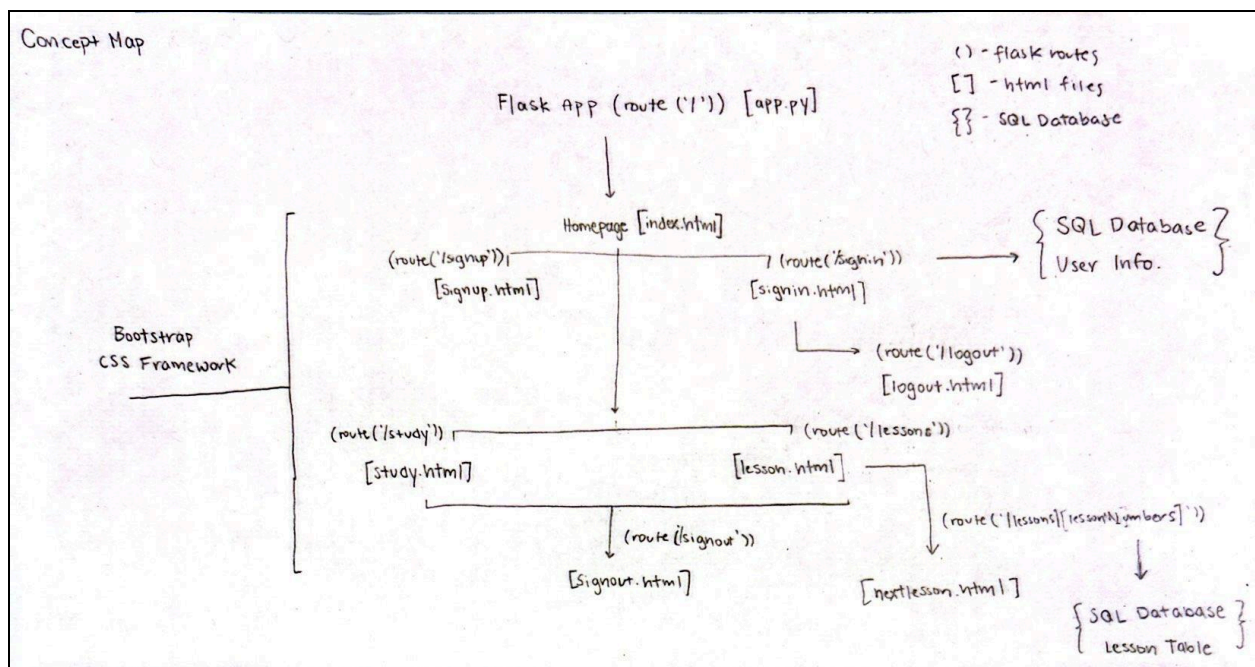 Concept Map
() - flask routes
[] - html files
{} - SQL Database
Flask App (route('/')) [app.py]
Homepage [index.html]
(route('/signup'))
[signup.html]
(route('/signin'))
[signin.html]
{ SQL Database }
{ User Info. }
(route('/logout'))
[logout.html]
Bootstrap
CSS Framework
(route('/study'))
[study.html]
(route('/lessons'))
[lesson.html]
(route('/signout'))
[signout.html]
(route('/lessons/[lessonNumbers]'))
[nextlesson.html]
{ SQL Database }
{ Lesson Table }